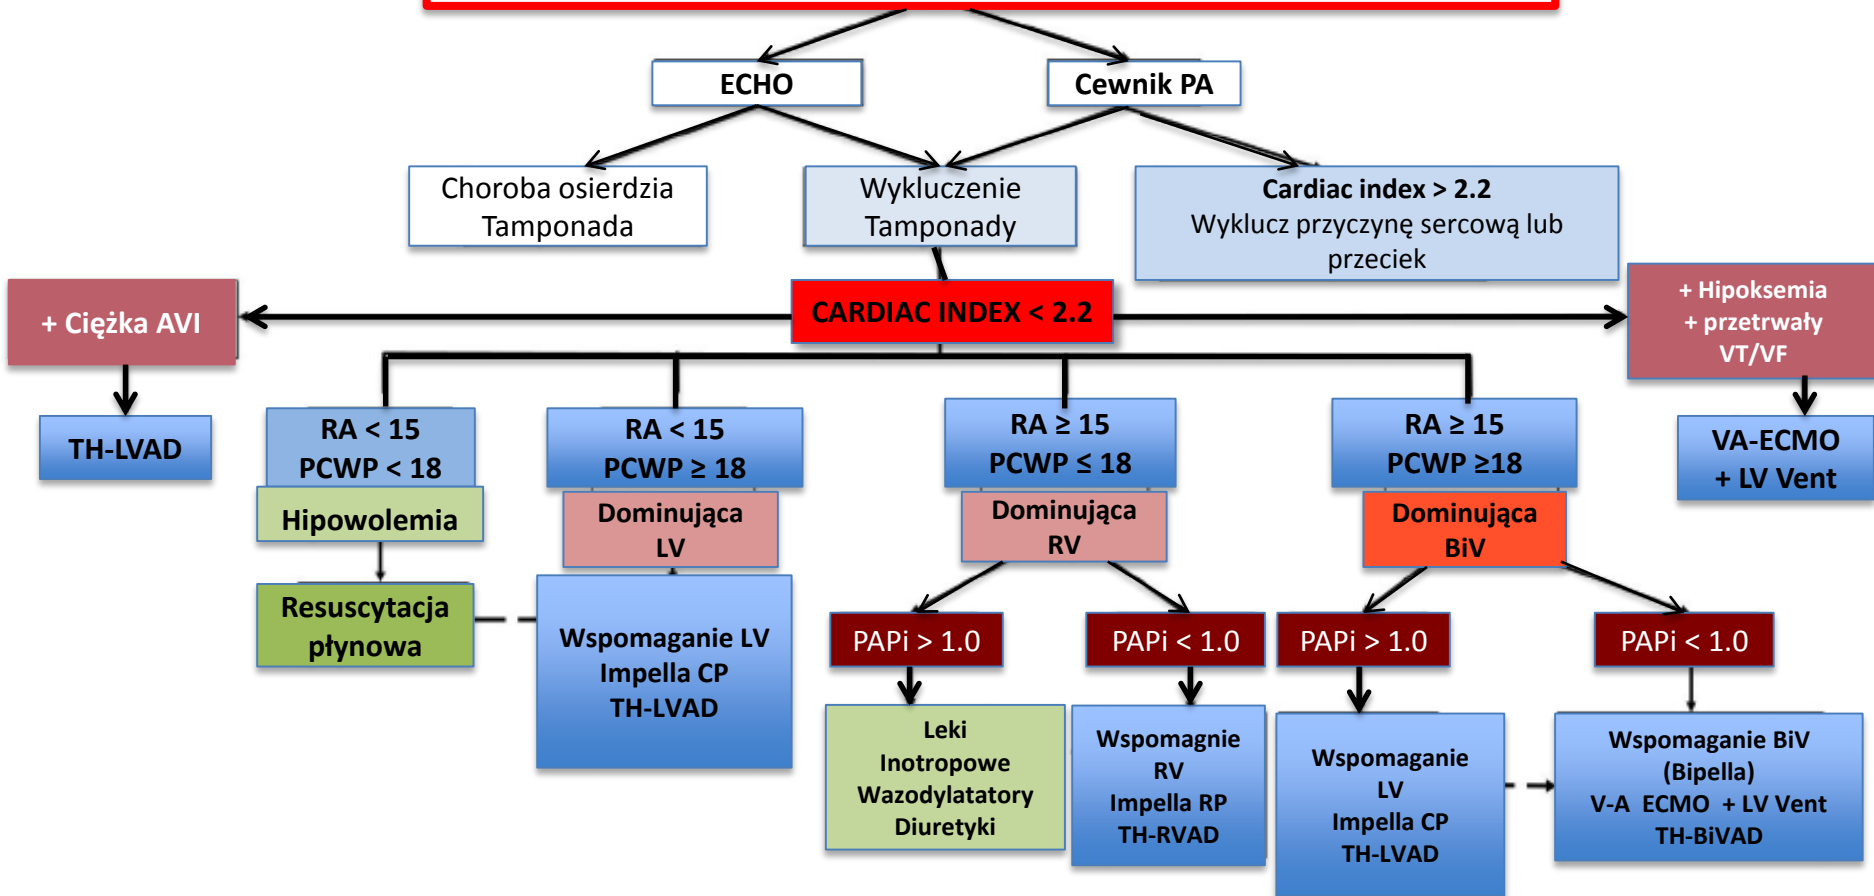 ECHO
Cewnik PA
Choroba osierdzia
Tamponada
Wykluczenie
Tamponady
Cardiac index > 2.2
Wyklucz przyczynę sercową lub
przeciek
+ Ciężka AVI
CARDIAC INDEX < 2.2
+ Hipoksemia
+ przetrwały
VT/VF
TH-LVAD
RA < 15
PCWP < 18
RA < 15
PCWP ≥ 18
RA ≥ 15
PCWP ≤ 18
RA ≥ 15
PCWP ≥18
VA-ECMO
+ LV Vent
Hipowolemia
Dominująca
LV
Dominująca
RV
Dominująca
BiV
Resuscytacja
płynowa
Wspomaganie LV
Impella CP
TH-LVAD
PAPi > 1.0
PAPi < 1.0
PAPi > 1.0
PAPi < 1.0
Leki
Inotropowe
Wazodylatatory
Diuretyki
Wspomagnie
RV
Impella RP
TH-RVAD
Wspomaganie
LV
Impella CP
TH-LVAD
Wspomaganie BiV
(Bipella)
V-A ECMO + LV Vent
TH-BiVAD